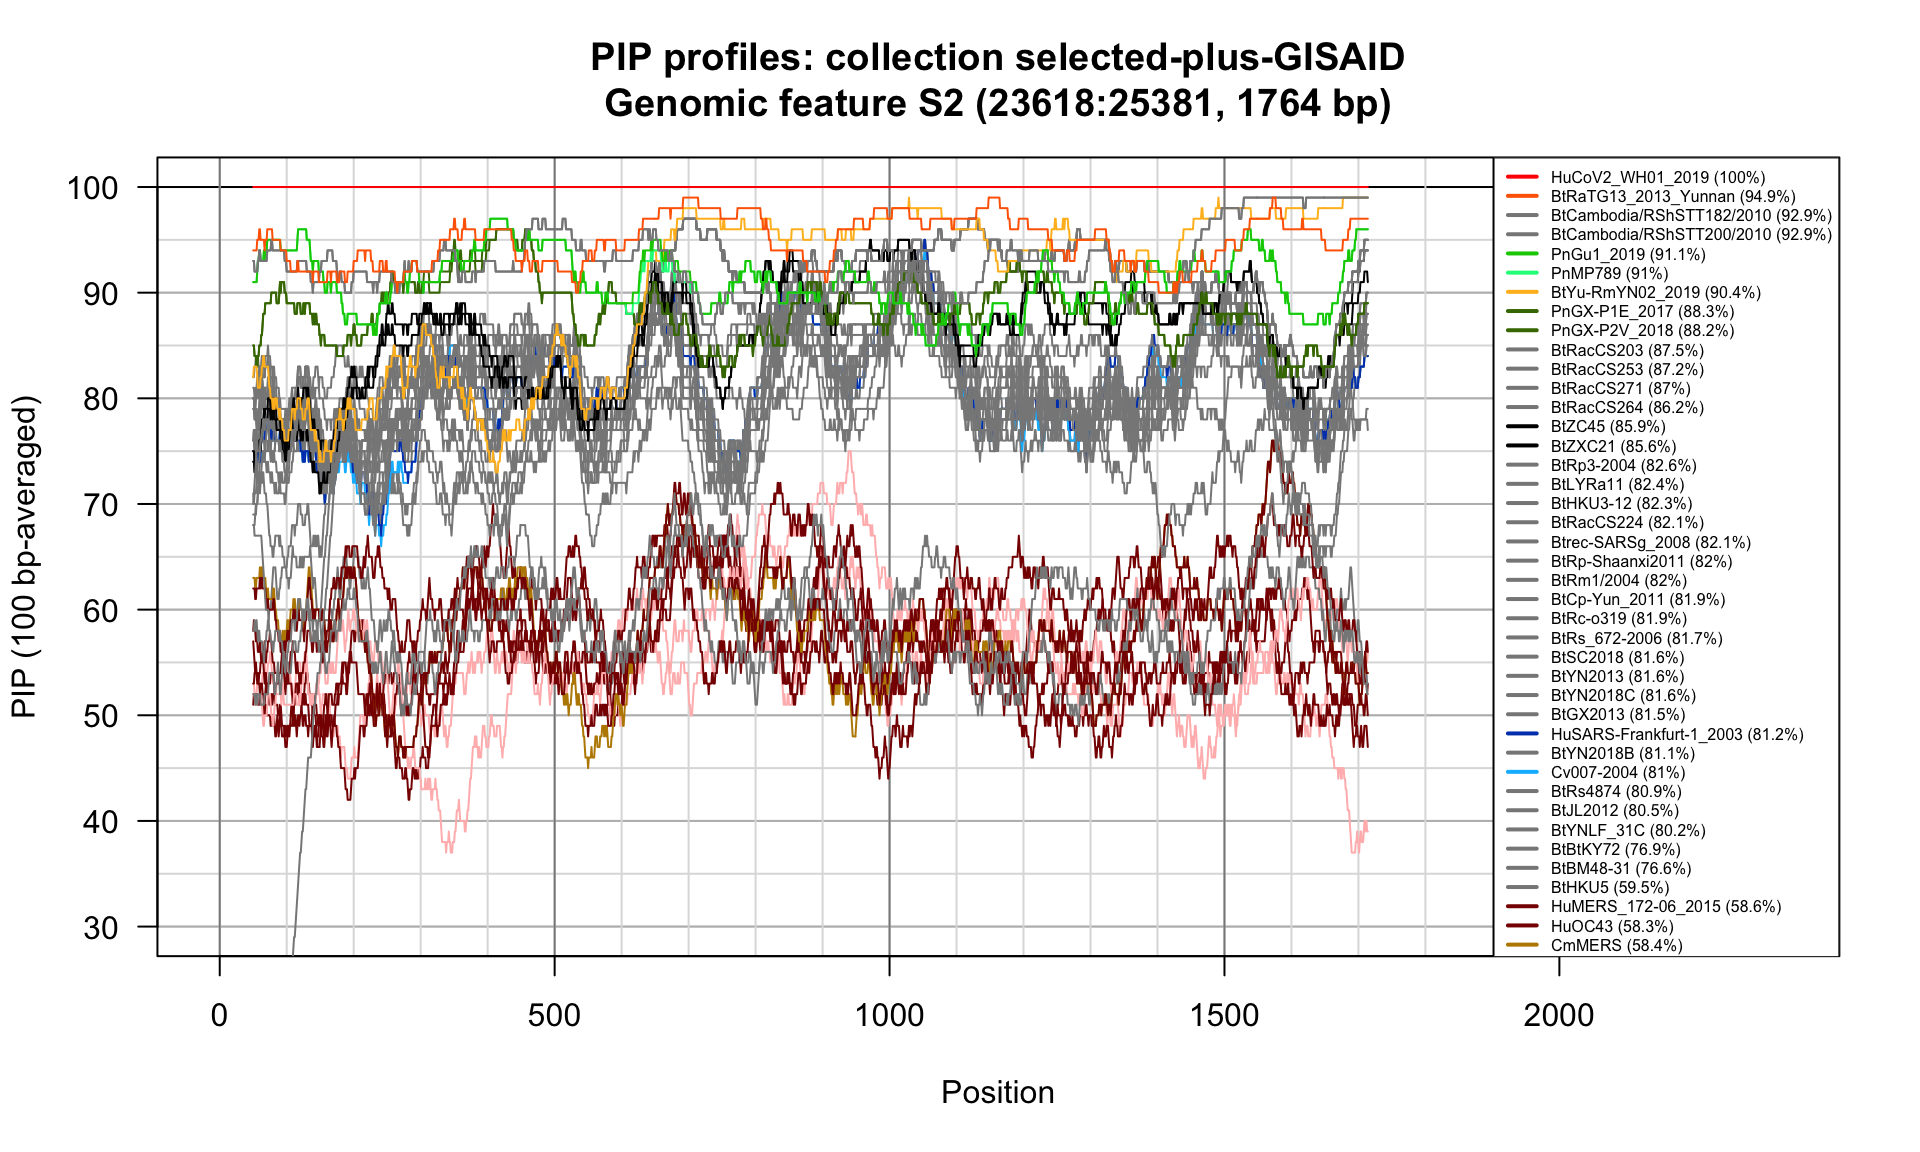 PIP profiles: collection selected-plus-GISAID
Genomic feature S2 (23618:25381, 1764 bp)
PIP (100 bp-averaged)
100
90
80
70
60
50
40
30
0
500
1000
1500
2000
Position
HuCoV2_WH01_2019 (100%)
BtRaTG13_2013_Yunnan (94.9%)
BtCambodia/RShSTT182/2010 (92.9%)
BtCambodia/RShSTT200/2010 (92.9%)
PnGu1_2019 (91.1%)
PnMP789 (91%)
BtYu-RmYN02_2019 (90.4%)
PnGX-P1E_2017 (88.3%)
PnGX-P2V_2018 (88.2%)
BtRacCS203 (87.5%)
BtRacCS253 (87.2%)
BtRacCS271 (87%)
BtRacCS264 (86.2%)
BtZC45 (85.9%)
BtZXC21 (85.6%)
BtRp3-2004 (82.6%)
BtLYRa11 (82.4%)
BtHKU3-12 (82.3%)
BtRacCS224 (82.1%)
Btrec-SARSg_2008 (82.1%)
BtRp-Shaanxi2011 (82%)
BtRm1/2004 (82%)
BtCp-Yun_2011 (81.9%)
BtRc-o319 (81.9%)
BtRs_672-2006 (81.7%)
BtSC2018 (81.6%)
BtYN2013 (81.6%)
BtYN2018C (81.6%)
BtGX2013 (81.5%)
HuSARS-Frankfurt-1_2003 (81.2%)
BtYN2018B (81.1%)
Cv007-2004 (81%)
BtRs4874 (80.9%)
BtJL2012 (80.5%)
BtYNLF_31C (80.2%)
BtBtKY72 (76.9%)
BtBM48-31 (76.6%)
BtHKU5 (59.5%)
HuMERS_172-06_2015 (58.6%)
HuOC43 (58.3%)
CmMERS (58.4%)